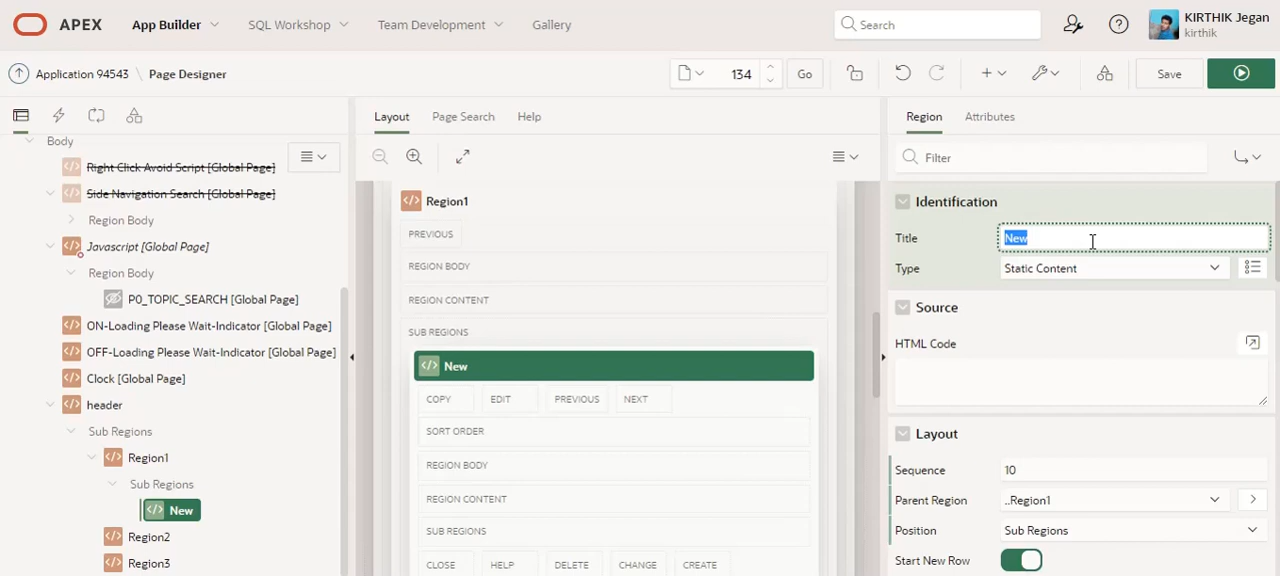 APEX App Builder SQL Workshop Team Development Gallery Search KIRTHIK Jegan
kirthik
Application 94543 Page Designer 134 Go Save
Body
Right Click Avoid Script [Global Page]
Side Navigation Search [Global Page]
Region Body
Javascript [Global Page]
Region Body
P0_TOPIC_SEARCH [Global Page]
ON-Loading Please Wait-Indicator [Global Page]
OFF-Loading Please Wait-Indicator [Global Page]
Clock [Global Page]
header
Sub Regions
Region1
Sub Regions
New
Region2
Region3
Layout Page Search Help
Region1
PREVIOUS
REGION BODY
REGION CONTENT
SUB REGIONS
New
COPY EDIT PREVIOUS NEXT
SORT ORDER
REGION BODY
REGION CONTENT
SUB REGIONS
CLOSE HELP DELETE CHANGE CREATE
Region Attributes
Filter
Identification
Title New
Type Static Content
Source
HTML Code
Layout
Sequence 10
Parent Region ..Region1
Position Sub Regions
Start New Row